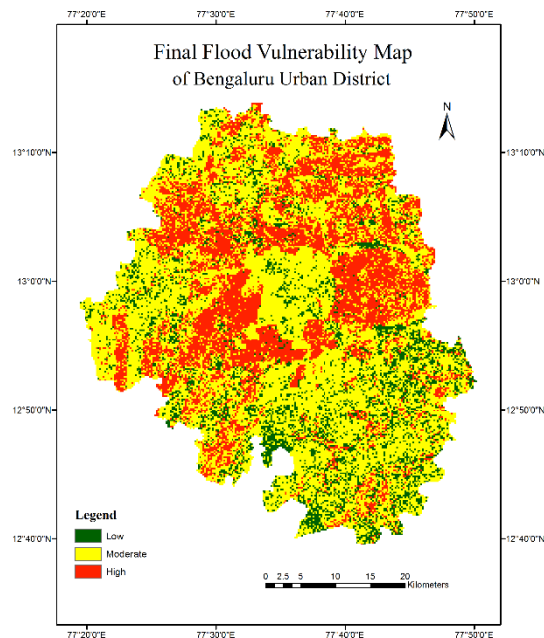 77°20'0"E 77°30'0"E 77°40'0"E 77°50'0"E
Final Flood Vulnerability Map
of Bengaluru Urban District
N
13°10'0"N 13°10'0"N
13°0'0"N 13°0'0"N
12°50'0"N 12°50'0"N
Legend
Low
Moderate
High
0 2.5 5 10 15 20
Kilometers
12°40'0"N 12°40'0"N
77°20'0"E 77°30'0"E 77°40'0"E 77°50'0"E